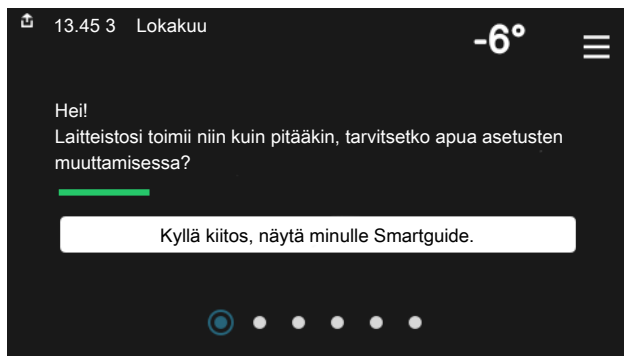 13.45 3 Lokakuu
-6°
Hei!
Laitteistosi toimii niin kuin pitääkin, tarvitsetko apua asetusten
muuttamisessa?
Kyllä kiitos, näytä minulle Smartguide.